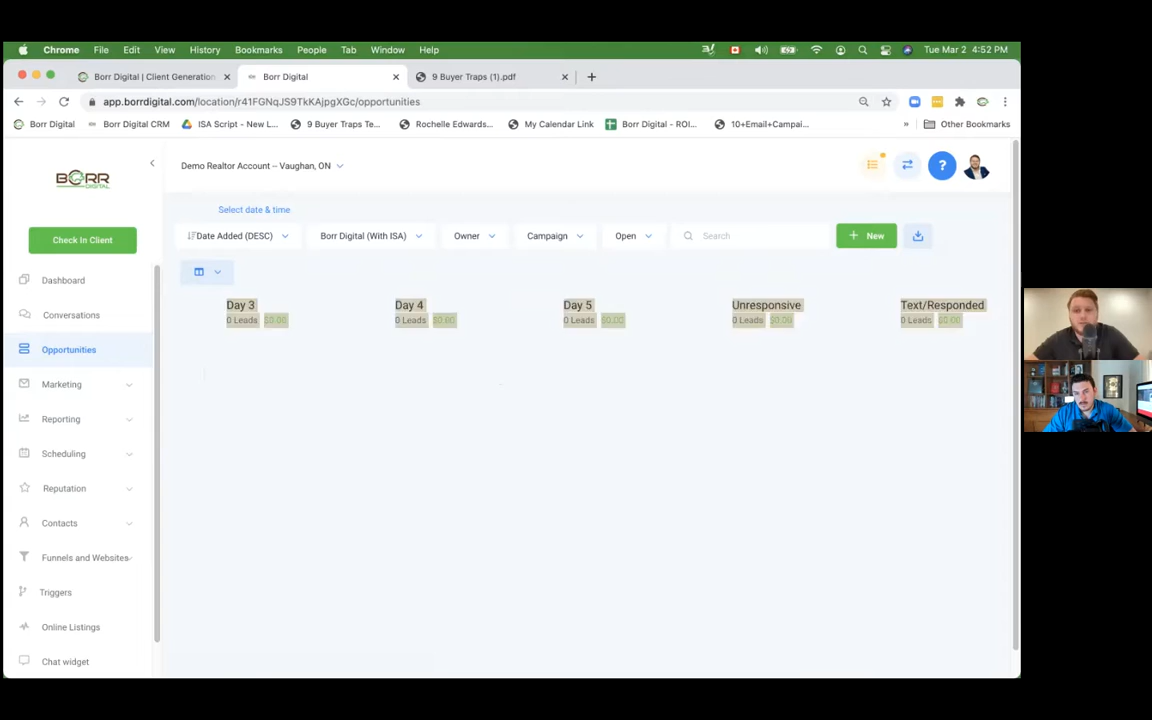 Chrome File Edit View History Bookmarks People Tab Window Help Tue Mar 2 4:52 PM
Borr Digital | Client Generation Borr Digital 9 Buyer Traps (1).pdf
app.borrdigital.com/location/r41FGNqJS9TkKAjpgXGc/opportunities
Borr Digital Borr Digital CRM ISA Script - New L... 9 Buyer Traps Te... Rochelle Edwards... My Calendar Link Borr Digital - ROI... 10+Email+Campai... » Other Bookmarks
Demo Realtor Account – Vaughan, ON
BORR
DIGITAL
Select date & time
Check In Client
Date Added (DESC) Borr Digital (With ISA) Owner Campaign Open Search + New
Dashboard
Conversations
Opportunities
Marketing
Reporting
Scheduling
Reputation
Contacts
Funnels and Websites
Triggers
Online Listings
Chat widget
Day 3 Day 4 Day 5 Unresponsive Text/Responded
0 Leads $0.00 0 Leads $0.00 0 Leads $0.00 0 Leads $0.00 0 Leads $0.00